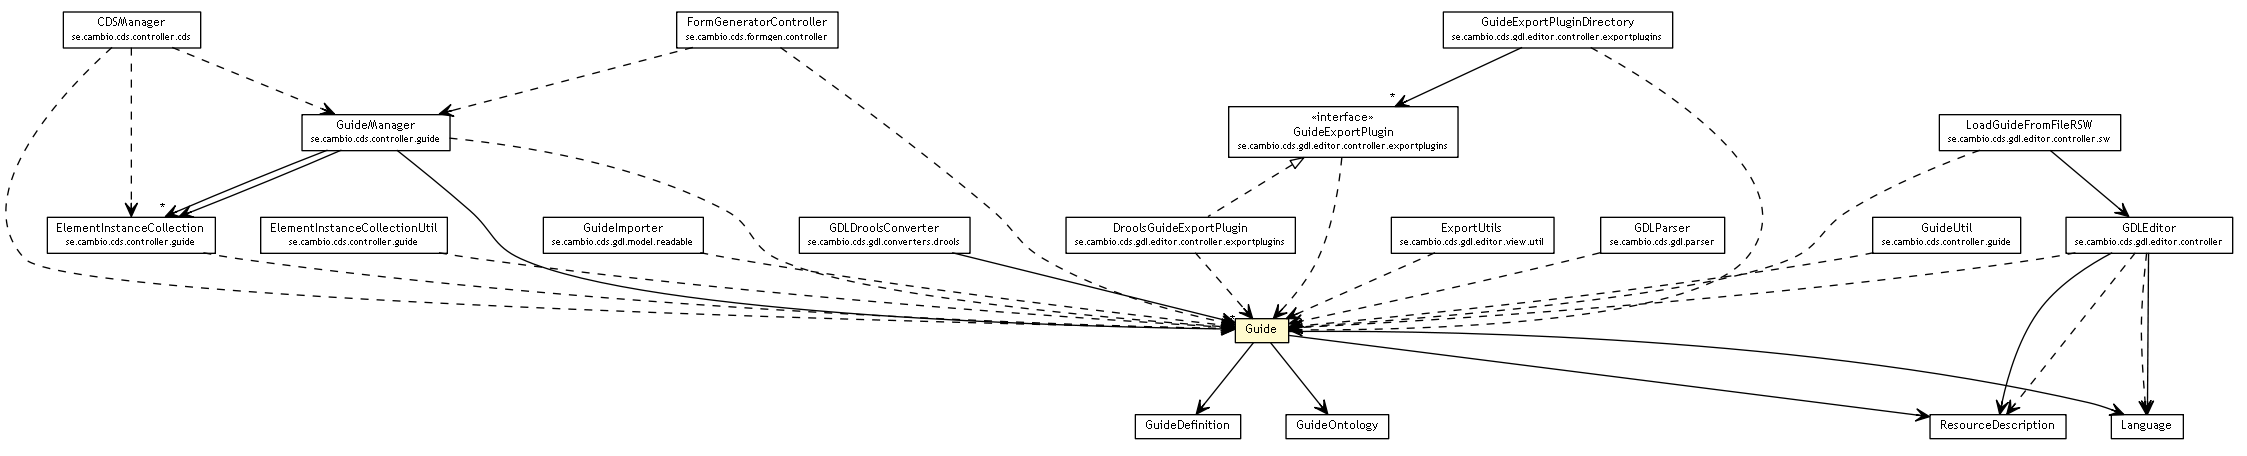 CDSManager
se.cambio.cds.controller.cds
FormGeneratorController
se.cambio.cds.formgen.controller
GuideExportPluginDirectory
se.cambio.cds.gdl.editor.controller.exportplugins
*
GuideManager
se.cambio.cds.controller.guide
«interface»
GuideExportPlugin
se.cambio.cds.gdl.editor.controller.exportplugins
LoadGuideFromFileRSW
se.cambio.cds.gdl.editor.controller.sw
*
ElementInstanceCollection
se.cambio.cds.controller.guide
ElementInstanceCollectionUtil
se.cambio.cds.controller.guide
GuideImporter
se.cambio.cds.gdl.model.readable
GDLDroolsConverter
se.cambio.cds.gdl.converters.drools
DroolsGuideExportPlugin
se.cambio.cds.gdl.editor.controller.exportplugins
ExportUtils
se.cambio.cds.gdl.editor.view.util
GDLParser
se.cambio.cds.gdl.parser
GuideUtil
se.cambio.cds.controller.guide
GDLEditor
se.cambio.cds.gdl.editor.controller
*
Guide
GuideDefinition
GuideOntology
ResourceDescription
Language